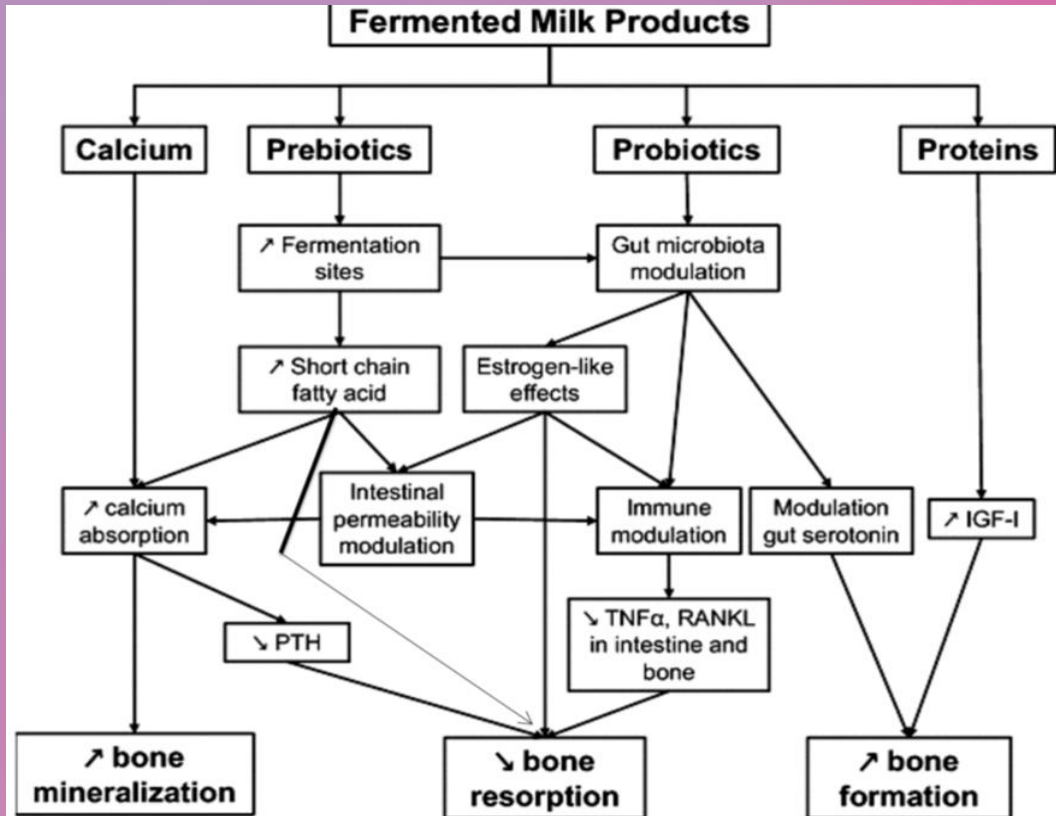 Fermented Milk Products
Calcium
Prebiotics
Probiotics
Proteins
↗ Fermentation
sites
Gut microbiota
modulation
↗ Short chain
fatty acid
Estrogen-like
effects
↗ calcium
absorption
Intestinal
permeability
modulation
Immune
modulation
Modulation
gut serotonin
↗ IGF-I
↘ PTH
↘ TNFα, RANKL
in intestine and
bone
↗ bone
mineralization
↘ bone
resorption
↗ bone
formation